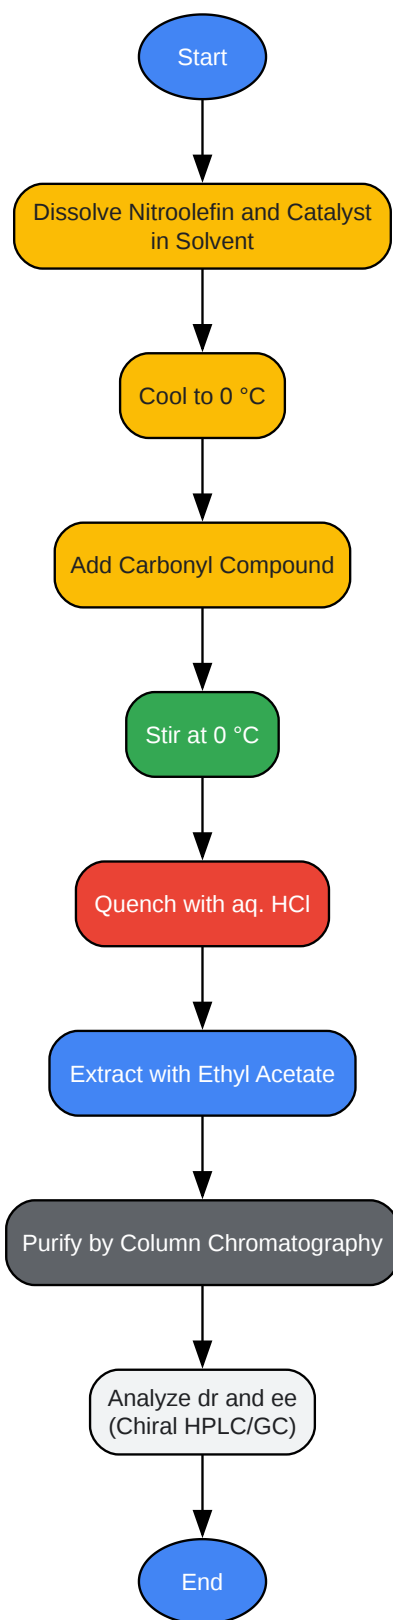 Start
Dissolve Nitroolefin and Catalyst
in Solvent
Cool to 0 °C
Add Carbonyl Compound
Stir at 0 °C
Quench with aq. HCl
Extract with Ethyl Acetate
Purify by Column Chromatography
Analyze dr and ee
(Chiral HPLC/GC)
End